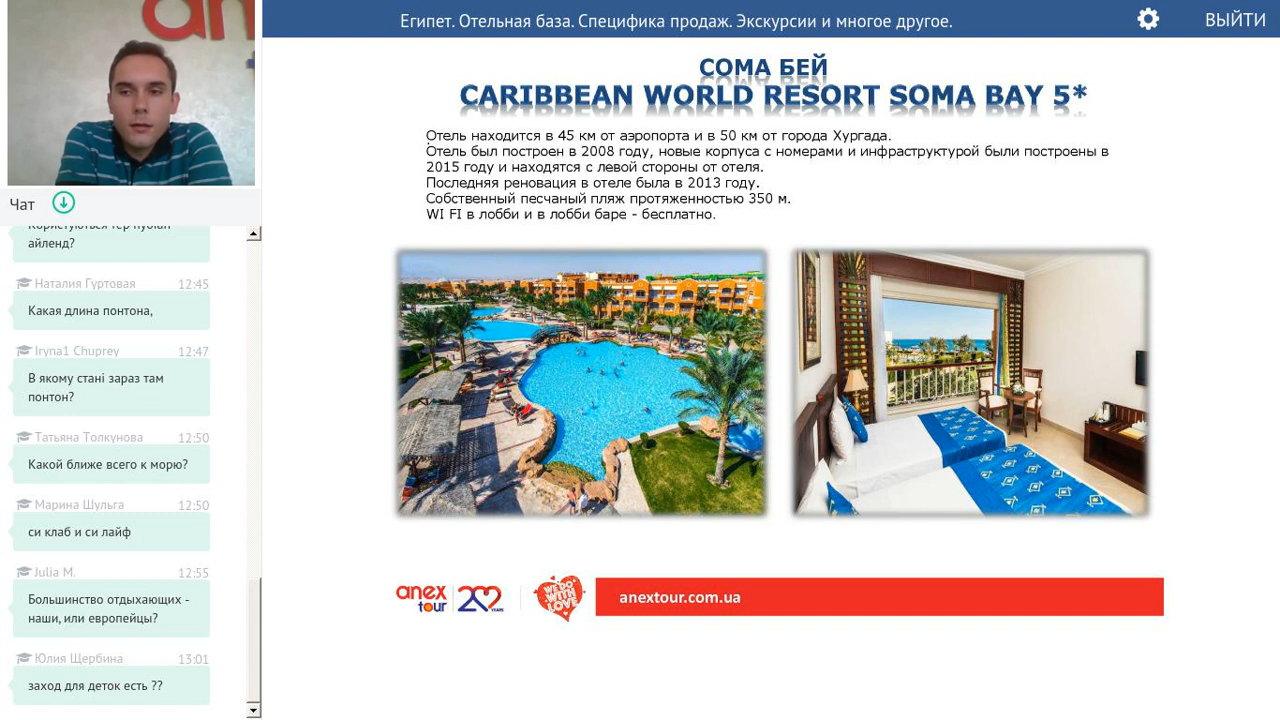 an
Египет. Отельная база. Специфика продаж. Экскурсии и многое другое.
ВЫЙТИ
СОМА БЕЙ
CARIBBEAN WORLD RESORT SOMA BAY 5*
Отель находится в 45 км от аэропорта и в 50 км от города Хургада.
Отель был построен в 2008 году, новые корпуса с номерами и инфраструктурой были построены в
2015 году и находятся с левой стороны от отеля.
Последняя реновация в отеле была в 2013 году.
Собственный песчаный пляж протяженностью 350 м.
WI FI в лобби и в лобби баре - бесплатно.
Чат
айленд?
Наталия Гуртовая 12:45
Какая длина понтона,
Iryna1 Chuprey 12:47
В якому стані зараз там
понтон?
Татьяна Толкунова 12:50
Какой ближе всего к морю?
Марина Шульга 12:50
си клаб и си лайф
Julia M. 12:55
Большинство отдыхающих -
наши, или европейцы?
Юлия Щербина 13:01
заход для деток есть ??
anex
tour
20 YEARS
WE DO
WITH
LOVE
anextour.com.ua